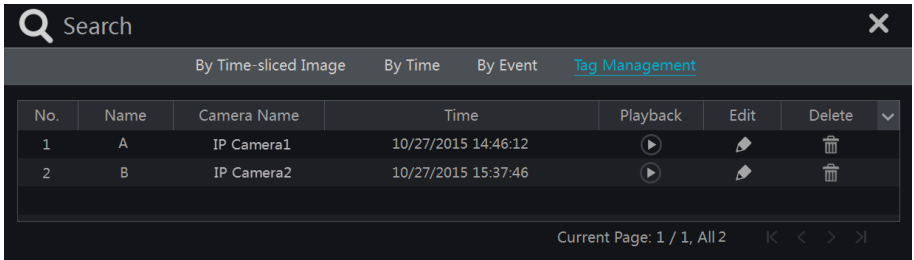 Search
By Time-sliced Image By Time By Event Tag Management
No. Name Camera Name Time Playback Edit Delete
1 A IP Camera1 10/27/2015 14:46:12
2 B IP Camera2 10/27/2015 15:37:46
Current Page: 1 / 1, All 2